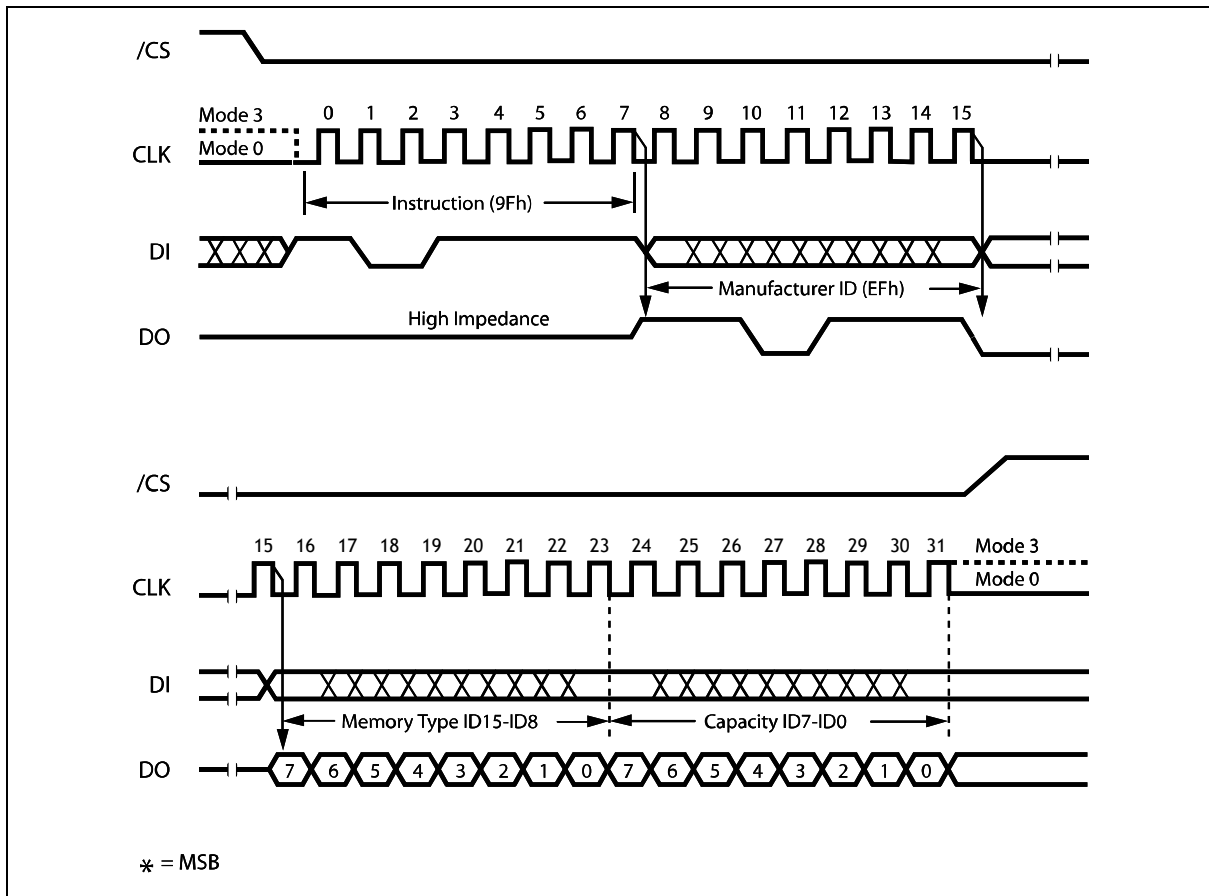 /CS
Mode 3
0 1 2 3 4 5 6 7 8 9 10 11 12 13 14 15
CLK
Mode 0
Instruction (9Fh)
DI
Manufacturer ID (EFh)
High Impedance
DO
/CS
15 16 17 18 19 20 21 22 23 24 25 26 27 28 29 30 31
Mode 3
CLK
Mode 0
DI
Memory Type ID15-ID8
Capacity ID7-ID0
DO
7 6 5 4 3 2 1 0 7 6 5 4 3 2 1 0
* = MSB